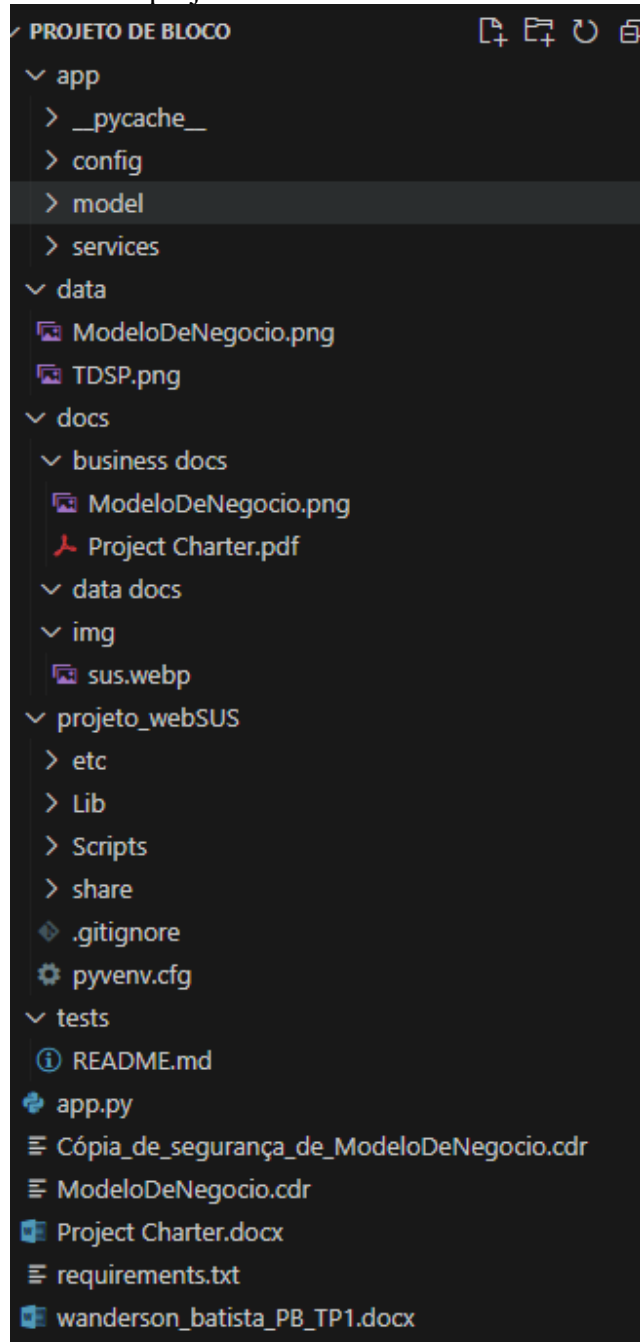 PROJETO DE BLOCO
app
__pycache__
config
model
services
data
ModeloDeNegocio.png
TDSP.png
docs
business docs
ModeloDeNegocio.png
Project Charter.pdf
data docs
img
sus.webp
projeto_webSUS
etc
Lib
Scripts
share
.gitignore
pyvenv.cfg
tests
README.md
app.py
Cópia_de_segurança_de_ModeloDeNegocio.cdr
ModeloDeNegocio.cdr
Project Charter.docx
requirements.txt
wanderson_batista_PB_TP1.docx